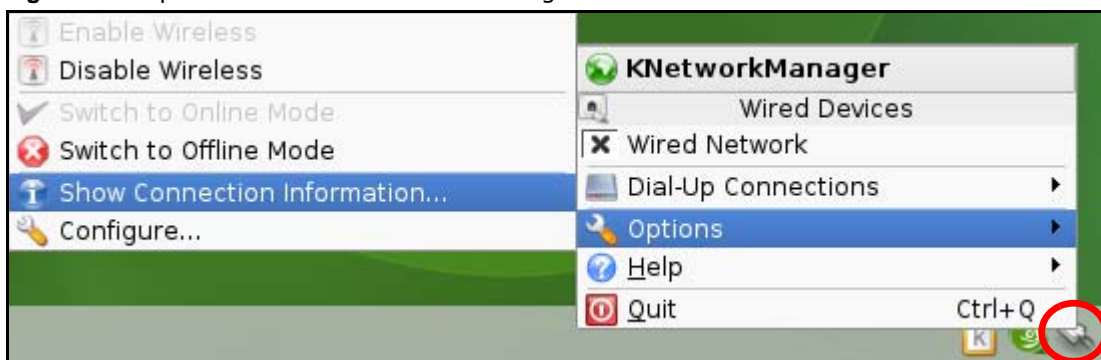 Enable Wireless
Disable Wireless
Switch to Online Mode
Switch to Offline Mode
Show Connection Information...
Configure...
KNetworkManager
Wired Devices
Wired Network
Dial-Up Connections
Options
Help
Quit Ctrl+Q
K